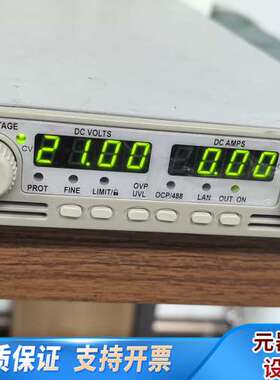 TAGE
DC VOLTS
DC AMPS
CV
21.00
0.00
PROT FINE LIMIT/ OVP UVL OCP/488 LAN OUT ON
质保证 支持开票
元器
设